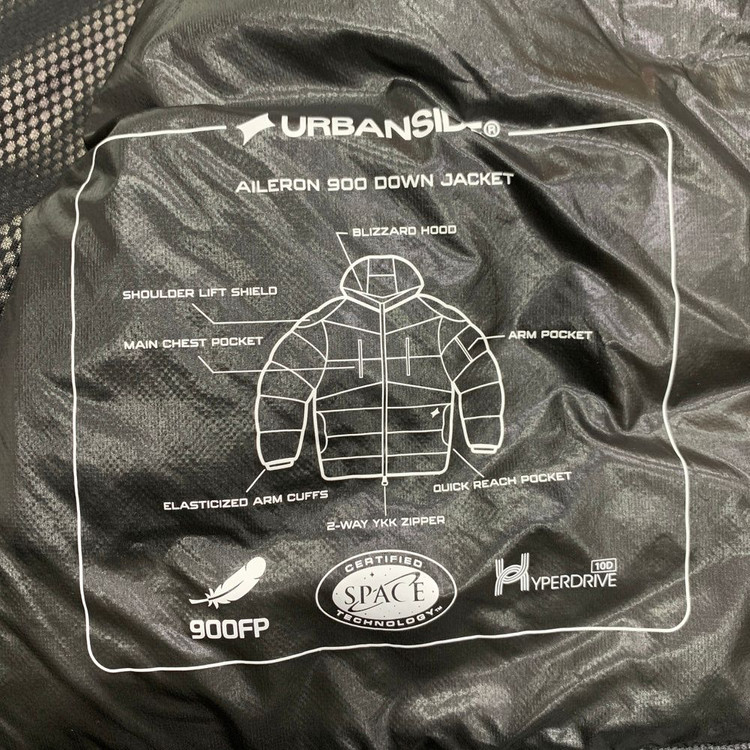 URBANSIDE®
AILERON 900 DOWN JACKET
BLIZZARD HOOD
SHOULDER LIFT SHIELD
MAIN CHEST POCKET
ARM POCKET
ELASTICIZED ARM CUFFS
QUICK REACH POCKET
2-WAY YKK ZIPPER
900FP
CERTIFIED
SPACE
TECHNOLOGY™
HYPERDRIVE 10D